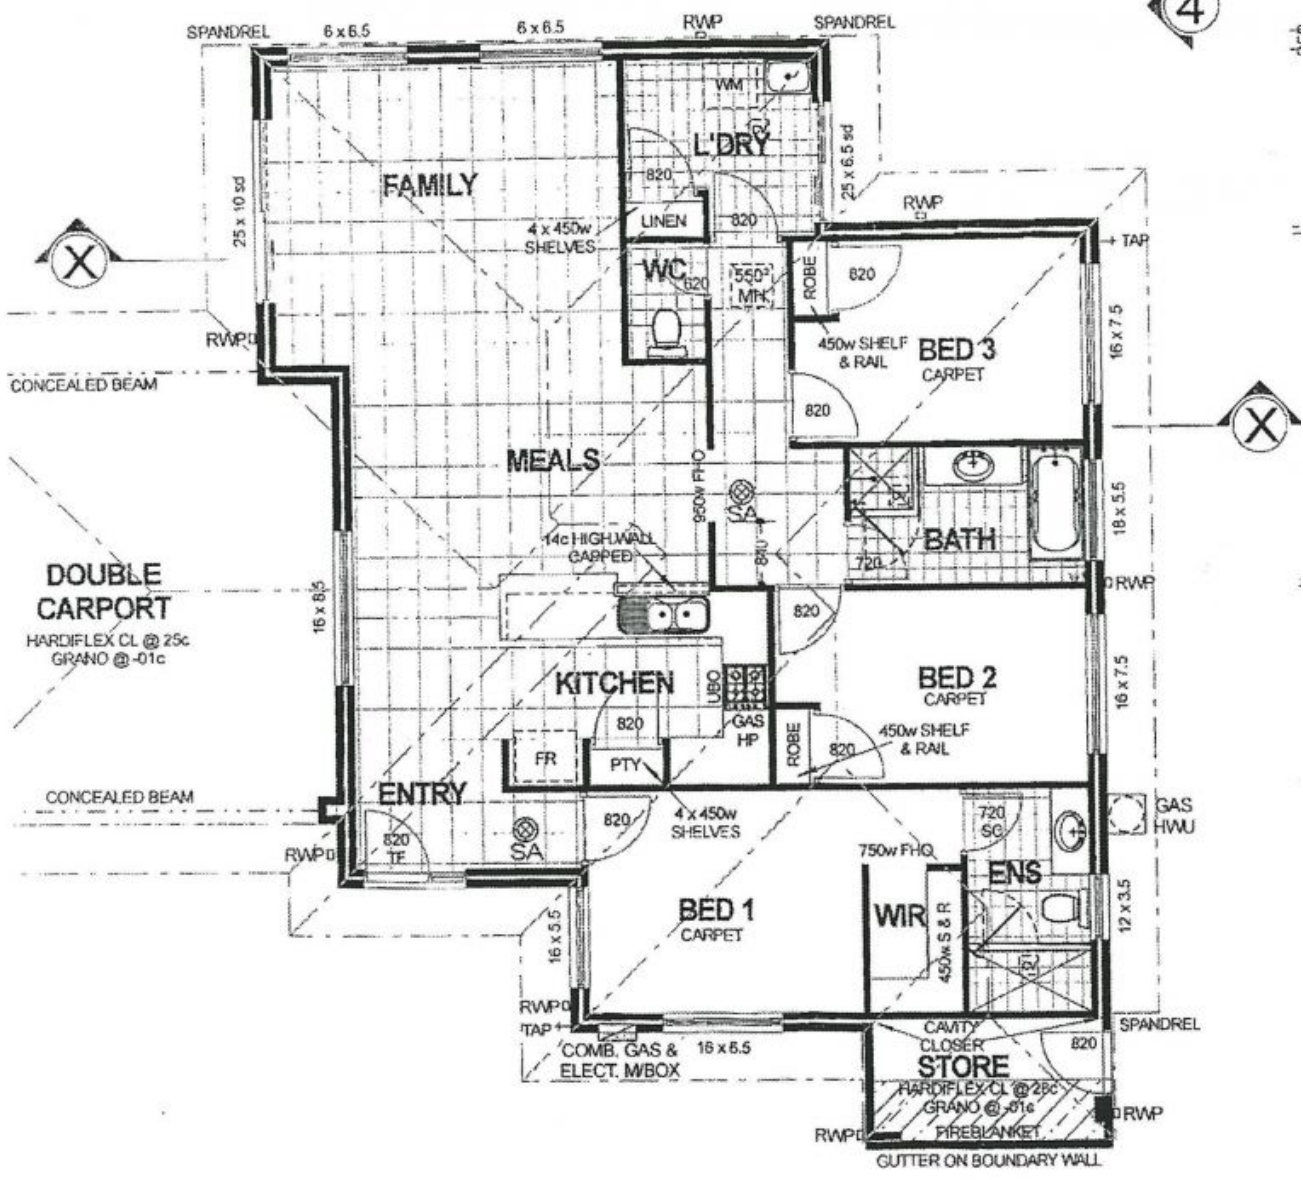 4
SPANDREL
6 x 6.5
6 x 6.5
RWP
SPANDREL
WM
L'DRY
FAMILY
25 x 10 sd
25 x 6.5 sd
820
LINEN
820
4 x 450w
SHELVES
RWP
TAP
X
WC
620
550²
MH
ROBE
820
RWP
450w SHELF
& RAIL
BED 3
CARPET
16 x 7.5
CONCEALED BEAM
820
X
MEALS
950w FHO
SA
BATH
18 x 5.5
14c HIGH WALL
CAPPED
840
720
RWP
DOUBLE
CARPORT
HARDIFLEX CL @ 25c
GRANO @ -01c
16 x 8.5
820
KITCHEN
UBO
BED 2
CARPET
16 x 7.5
820
GAS
HP
ROBE
820
450w SHELF
& RAIL
FR
PTY
CONCEALED BEAM
ENTRY
4 x 450w
SHELVES
820
TF
SA
820
720
SC
GAS
HWU
RWP
750w FHO
ENS
BED 1
CARPET
WIR
450w S & R
12 x 3.5
16 x 5.5
RWP
TAP
COMB. GAS &
ELECT. M/BOX
16 x 6.5
CAVITY
CLOSER
SPANDREL
820
STORE
HARDIFLEX CL @ 26c
GRANO @ -01c
FIREBLANKET
RWP
RWP
GUTTER ON BOUNDARY WALL